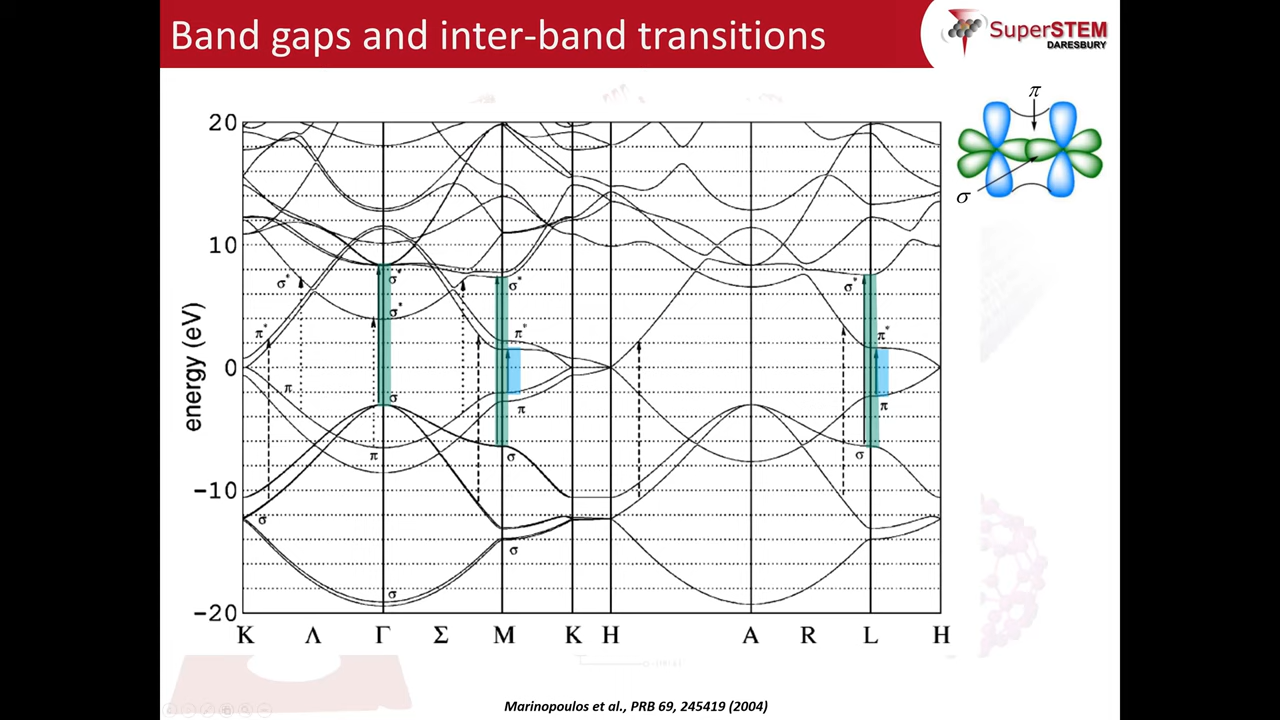 Band gaps and inter-band transitions
SuperSTEM
DARESBURY
π
σ
20
10
0
−10
−20
energy (eV)
σ*
π*
π
σ
σ
σ*
σ*
σ
π
σ*
π*
π
σ
σ
σ*
π*
π
σ
K Λ Γ Σ M K H A R L H
Marinopoulos et al., PRB 69, 245419 (2004)